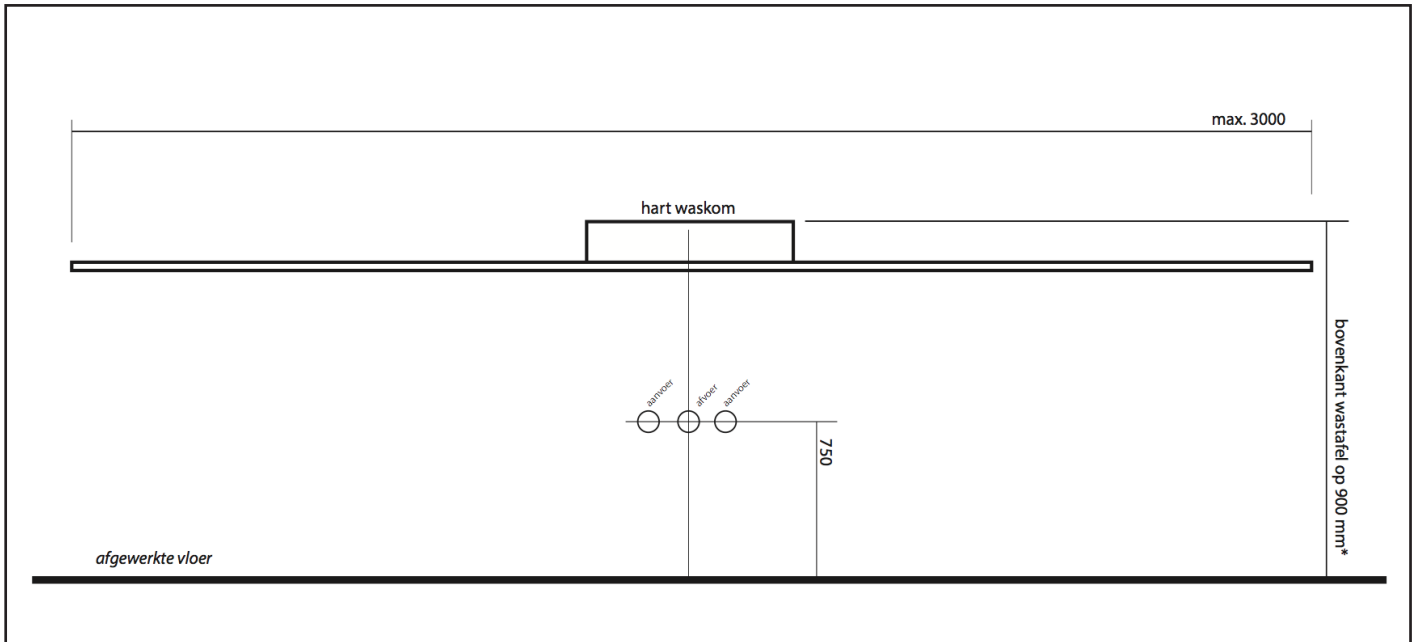 max. 3000
hart waskom
aanvoer
afvoer
aanvoer
750
bovenkant wastafel op 900 mm*
afgewerkte vloer